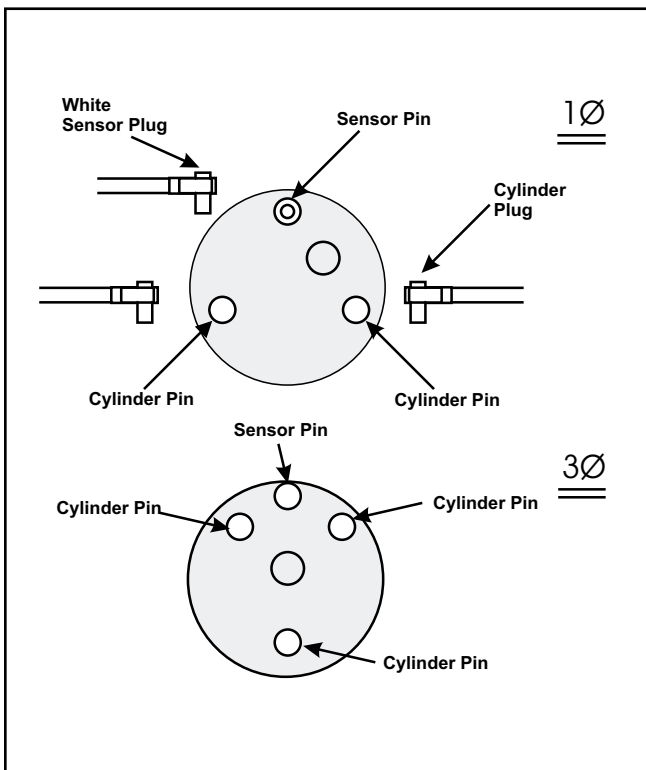 White
Sensor Plug
Sensor Pin
1Ø
Cylinder
Plug
Cylinder Pin
Cylinder Pin
Sensor Pin
3Ø
Cylinder Pin
Cylinder Pin
Cylinder Pin